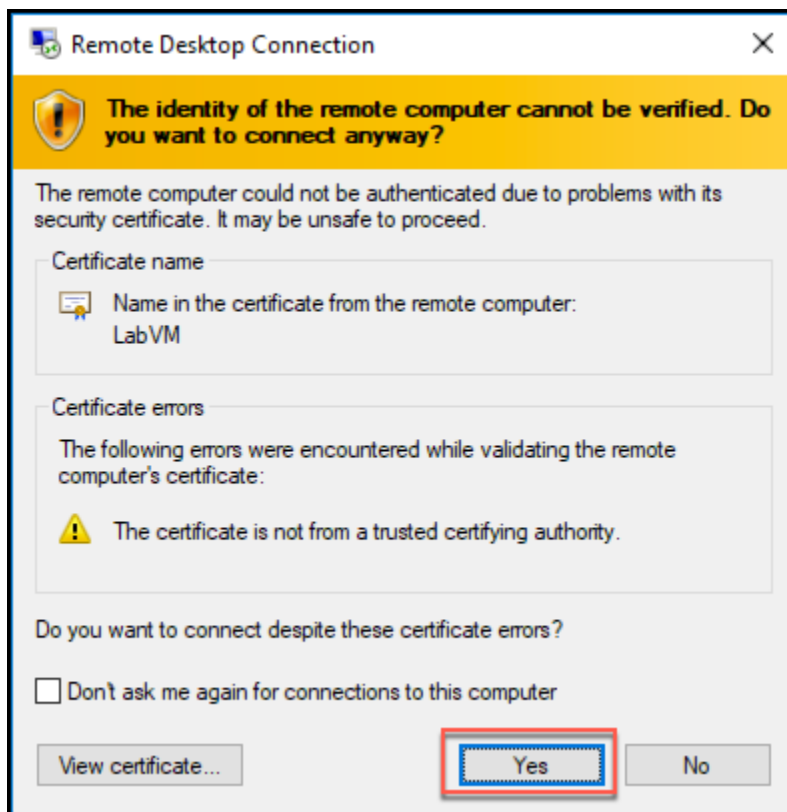 Remote Desktop Connection
The identity of the remote computer cannot be verified. Do
you want to connect anyway?
The remote computer could not be authenticated due to problems with its
security certificate. It may be unsafe to proceed.
Certificate name
Name in the certificate from the remote computer:
LabVM
Certificate errors
The following errors were encountered while validating the remote
computer's certificate:
The certificate is not from a trusted certifying authority.
Do you want to connect despite these certificate errors?
Don't ask me again for connections to this computer
View certificate... Yes No